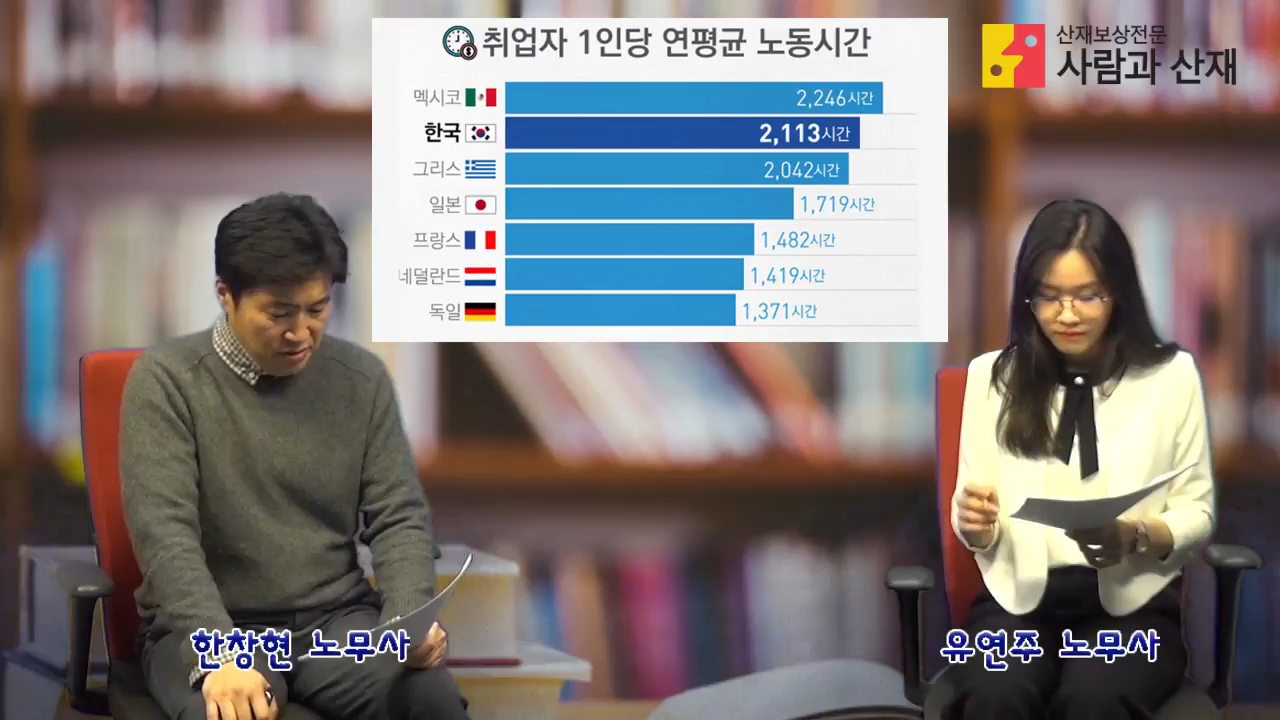 취업자 1인당 연평균 노동시간
멕시코 2,246시간
한국 2,113시간
그리스 2,042시간
일본 1,719시간
프랑스 1,482시간
네덜란드 1,419시간
독일 1,371시간
산재보상전문
사람과 산재
한창현 노무사
유연주 노무사